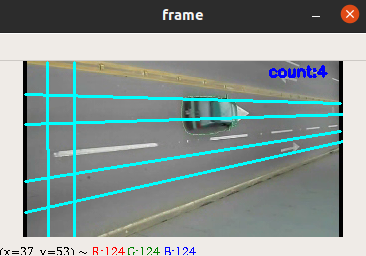 frame
count:4
(x=37, y=53) ~ R:124 G:124 B:124